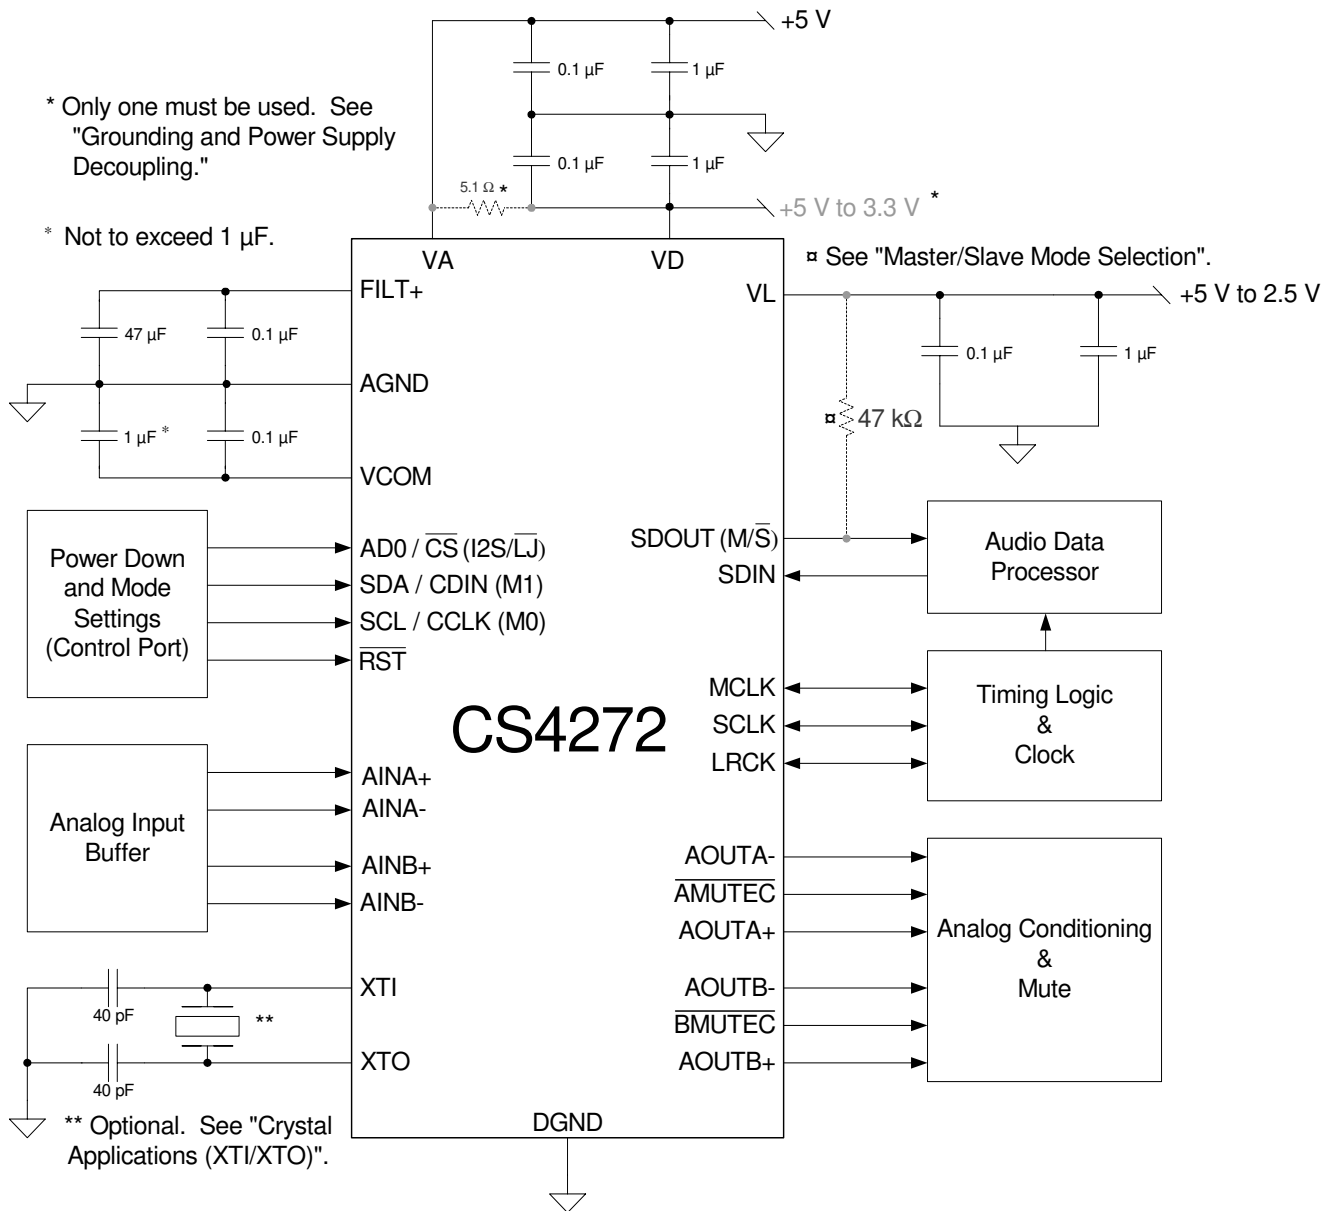 +5 V
0.1 µF
1 µF
* Only one must be used. See
"Grounding and Power Supply
Decoupling."
0.1 µF
1 µF
5.1 Ω *
+5 V to 3.3 V *
* Not to exceed 1 µF.
VA
VD
¤ See "Master/Slave Mode Selection".
FILT+
VL
+5 V to 2.5 V
47 µF
0.1 µF
0.1 µF
1 µF
AGND
¤ 47 kΩ
1 µF *
0.1 µF
VCOM
Power Down
and Mode
Settings
(Control Port)
AD0 / C̅S̅ (I2S/L̅J̅)
SDA / CDIN (M1)
SCL / CCLK (M0)
R̅S̅T̅
SDOUT (M/S̅)
SDIN
Audio Data
Processor
MCLK
SCLK
LRCK
Timing Logic
&
Clock
CS4272
Analog Input
Buffer
AINA+
AINA-
AINB+
AINB-
AOUTA-
A̅M̅U̅T̅E̅C̅
AOUTA+
AOUTB-
B̅M̅U̅T̅E̅C̅
AOUTB+
Analog Conditioning
&
Mute
XTI
40 pF
**
XTO
40 pF
** Optional. See "Crystal
Applications (XTI/XTO)".
DGND